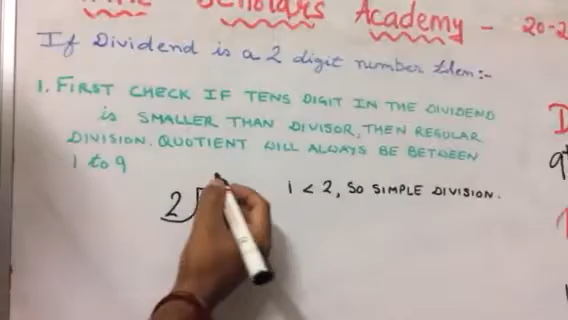 Scholars Academy - 20-2
If Dividend is a 2 digit number then:-
1. FIRST CHECK IF TENS DIGIT IN THE DIVIDEND
is SMALLER THAN DIVISOR, THEN REGULAR
DIVISION. QUOTIENT WILL ALWAYS BE BETWEEN
1 to 9
1 < 2, SO SIMPLE DIVISION.
2